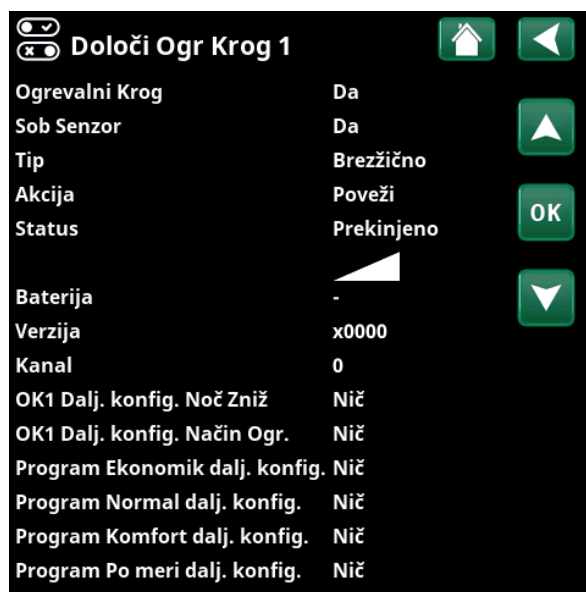 Določi Ogr Krog 1
Ogrevalni Krog Da
Sob Senzor Da
Tip Brezžično
Akcija Poveži
Status Prekinjeno
OK
Baterija -
Verzija x0000
Kanal 0
OK1 Dalj. konfig. Noč Zniž Nič
OK1 Dalj. konfig. Način Ogr. Nič
Program Ekonomik dalj. konfig. Nič
Program Normal dalj. konfig. Nič
Program Komfort dalj. konfig. Nič
Program Po meri dalj. konfig. Nič